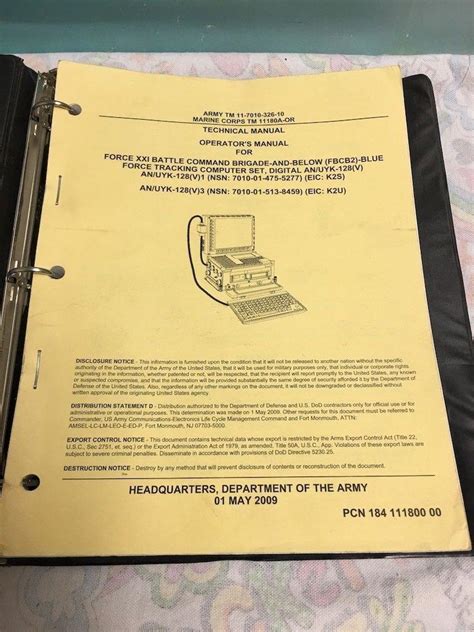 ARMY TM 11-7010-326-10
MARINE CORPS TM 11180A-OR
TECHNICAL MANUAL
OPERATOR'S MANUAL
FOR
FORCE XXI BATTLE COMMAND BRIGADE-AND-BELOW (FBCB2)-BLUE
FORCE TRACKING COMPUTER SET, DIGITAL AN/UYK-128(V)
AN/UYK-128(V)1 (NSN: 7010-01-475-5277) (EIC: K2S)
AN/UYK-128(V)3 (NSN: 7010-01-513-8459) (EIC: K2U)
DISCLOSURE NOTICE - This information is furnished upon the condition that it will not be released to another nation without the specific
authority of the Department of the Army of the United States, that it will be used for military purposes only, that individual or corporate rights
originating in the information, whether patented or not, will be respected, that the recipient will report promptly to the United States, any known
or suspected compromise, and that the information will be provided substantially the same degree of security afforded it by the Department of
Defense of the United States. Also, regardless of any other markings on the document, it will not be downgraded or declassified without
written approval of the originating United States agency.
DISTRIBUTION STATEMENT D - Distribution authorized to the Department of Defense and U.S. DoD contractors only for official use or for
administrative or operational purposes. This determination was made on 1 May 2009. Other requests for this document must be referred to
Commander, US Army Communications-Electronics Life Cycle Management Command and Fort Monmouth, ATTN:
AMSEL-LC-LM-LEO-E-ED-P, Fort Monmouth, NJ 07703-5000.
EXPORT CONTROL NOTICE - This document contains technical data whose export is restricted by the Arms Export Control Act (Title 22,
U.S.C., Sec 2751, et. seq.) or the Export Administration Act of 1979, as amended, Title 50A, U.S.C., App. Violations of these export laws are
subject to severe criminal penalties. Disseminate in accordance with provisions of DoD Directive 5230.25.
DESTRUCTION NOTICE - Destroy by any method that will prevent disclosure of contents or reconstruction of the document.
HEADQUARTERS, DEPARTMENT OF THE ARMY
01 MAY 2009
PCN 184 111800 00